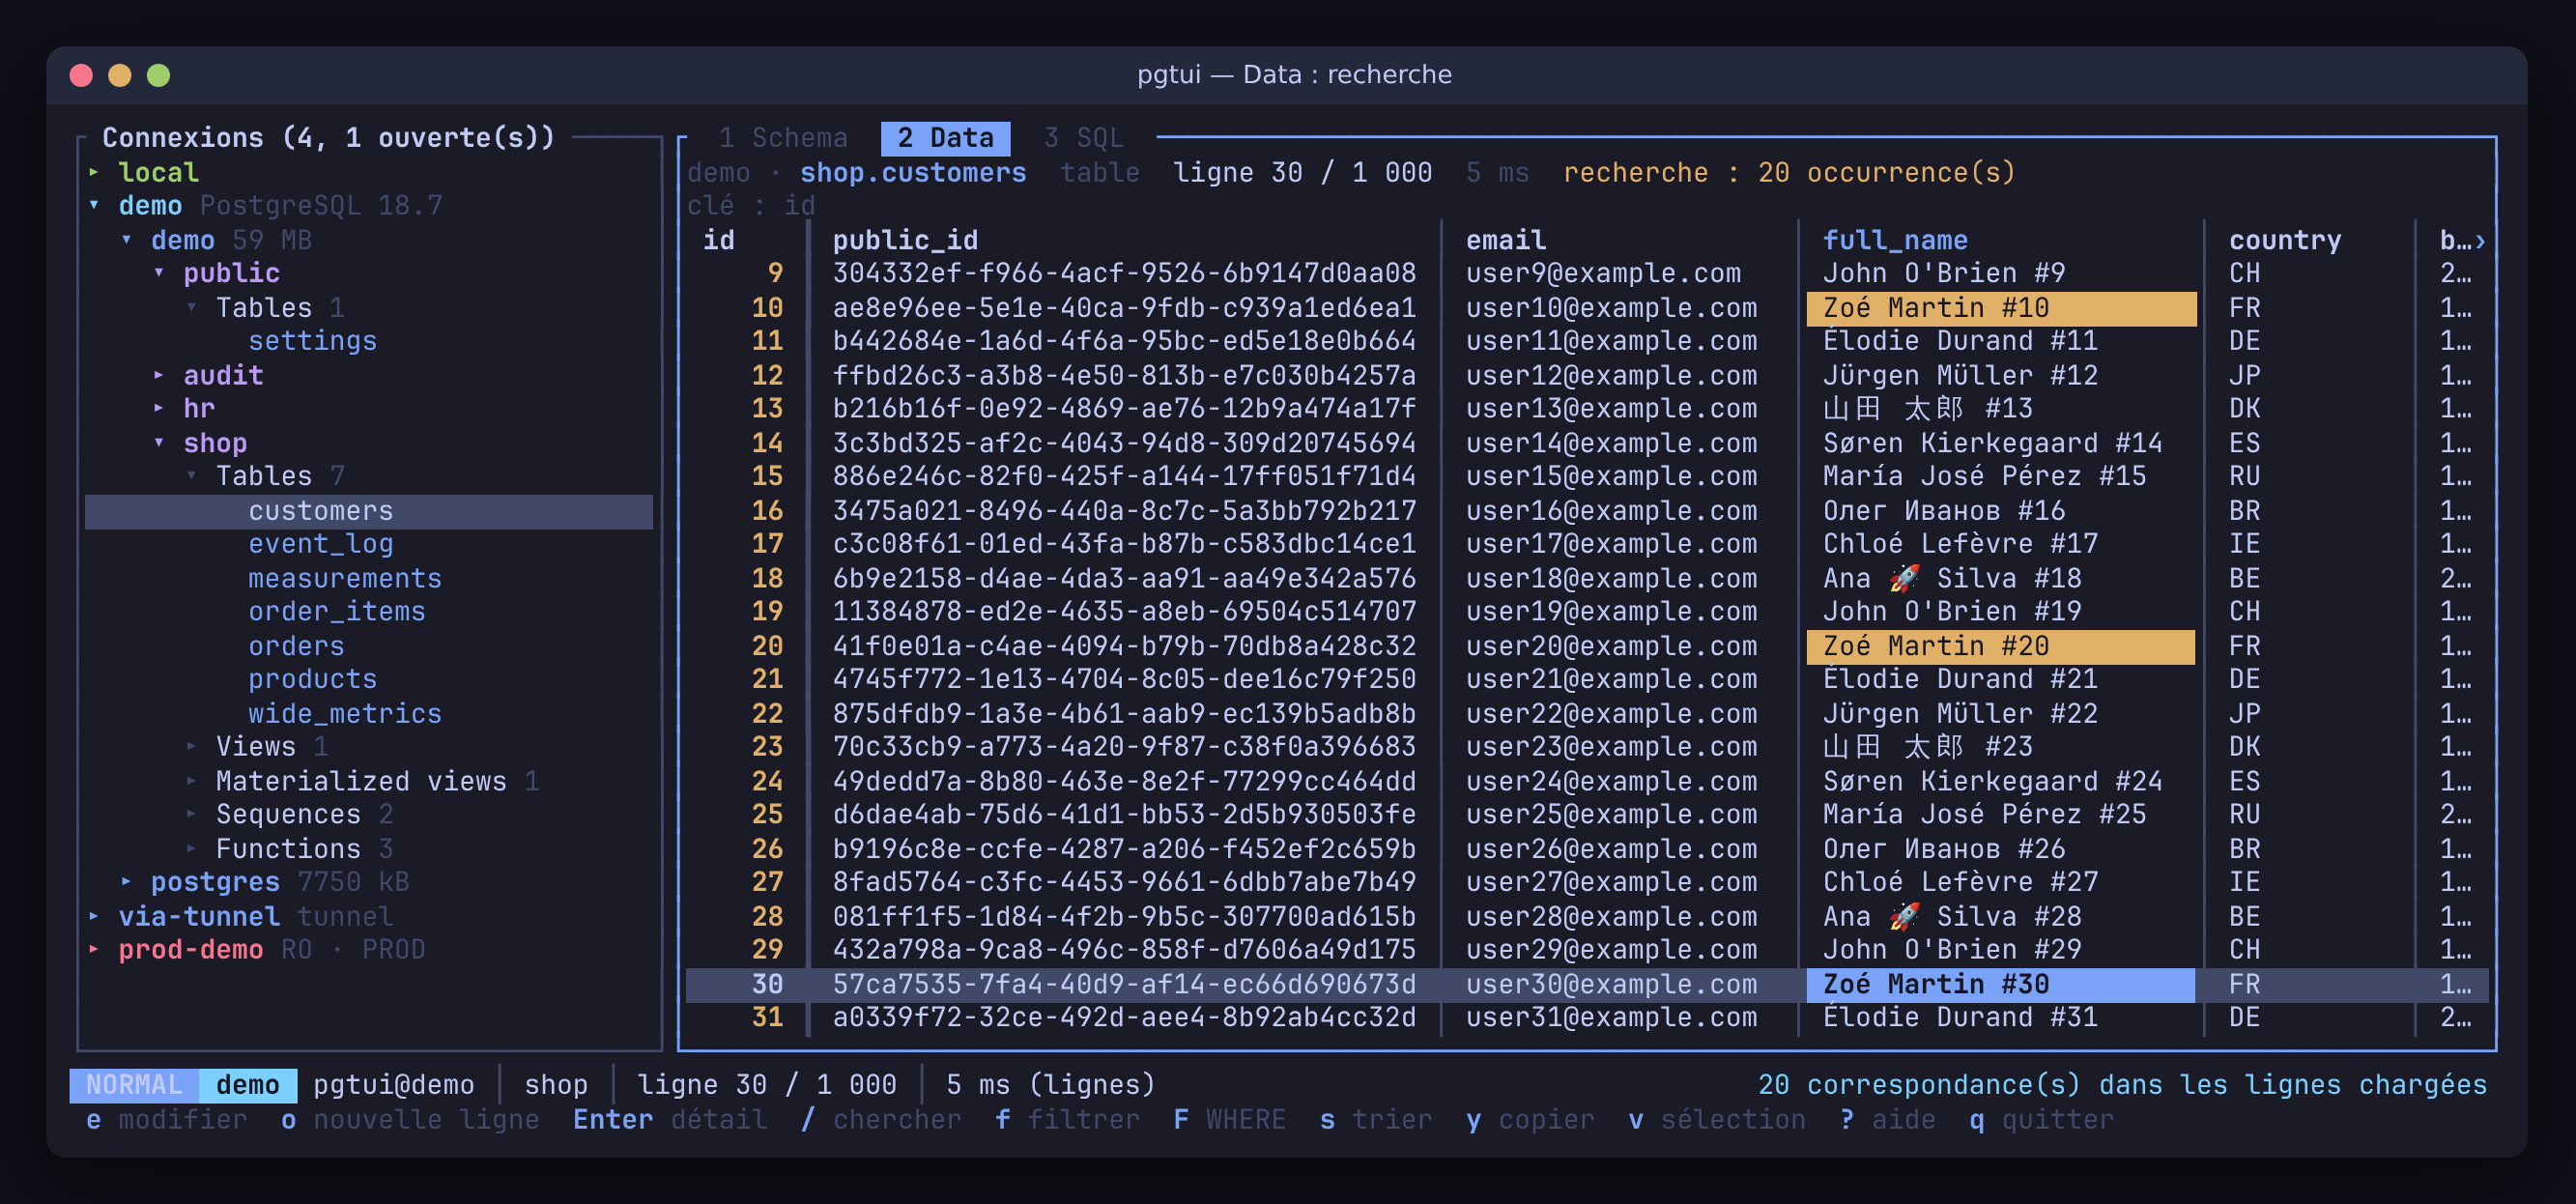 pgtui — Data : recherche
Connexions (4, 1 ouverte(s))
▸ local
▾ demo PostgreSQL 18.7
▾ demo 59 MB
▾ public
▾ Tables 1
settings
▸ audit
▸ hr
▾ shop
▾ Tables 7
customers
event_log
measurements
order_items
orders
products
wide_metrics
▸ Views 1
▸ Materialized views 1
▸ Sequences 2
▸ Functions 3
▸ postgres 7750 kB
▸ via-tunnel tunnel
▸ prod-demo RO · PROD
1 Schema 2 Data 3 SQL
demo · shop.customers table ligne 30 / 1 000 5 ms recherche : 20 occurrence(s)
clé : id
id public_id email full_name country b…›
9 304332ef-f966-4acf-9526-6b9147d0aa08 user9@example.com John O'Brien #9 CH 2…
10 ae8e96ee-5e1e-40ca-9fdb-c939a1ed6ea1 user10@example.com Zoé Martin #10 FR 1…
11 b442684e-1a6d-4f6a-95bc-ed5e18e0b664 user11@example.com Élodie Durand #11 DE 1…
12 ffbd26c3-a3b8-4e50-813b-e7c030b4257a user12@example.com Jürgen Müller #12 JP 1…
13 b216b16f-0e92-4869-ae76-12b9a474a17f user13@example.com 山田 太郎 #13 DK 1…
14 3c3bd325-af2c-4043-94d8-309d20745694 user14@example.com Søren Kierkegaard #14 ES 1…
15 886e246c-82f0-425f-a144-17ff051f71d4 user15@example.com María José Pérez #15 RU 1…
16 3475a021-8496-440a-8c7c-5a3bb792b217 user16@example.com Олег Иванов #16 BR 1…
17 c3c08f61-01ed-43fa-b87b-c583dbc14ce1 user17@example.com Chloé Lefèvre #17 IE 1…
18 6b9e2158-d4ae-4da3-aa91-aa49e342a576 user18@example.com Ana 🚀 Silva #18 BE 2…
19 11384878-ed2e-4635-a8eb-69504c514707 user19@example.com John O'Brien #19 CH 1…
20 41f0e01a-c4ae-4094-b79b-70db8a428c32 user20@example.com Zoé Martin #20 FR 1…
21 4745f772-1e13-4704-8c05-dee16c79f250 user21@example.com Élodie Durand #21 DE 1…
22 875dfdb9-1a3e-4b61-aab9-ec139b5adb8b user22@example.com Jürgen Müller #22 JP 1…
23 70c33cb9-a773-4a20-9f87-c38f0a396683 user23@example.com 山田 太郎 #23 DK 1…
24 49dedd7a-8b80-463e-8e2f-77299cc464dd user24@example.com Søren Kierkegaard #24 ES 1…
25 d6dae4ab-75d6-41d1-bb53-2d5b930503fe user25@example.com María José Pérez #25 RU 2…
26 b9196c8e-ccfe-4287-a206-f452ef2c659b user26@example.com Олег Иванов #26 BR 1…
27 8fad5764-c3fc-4453-9661-6dbb7abe7b49 user27@example.com Chloé Lefèvre #27 IE 1…
28 081ff1f5-1d84-4f2b-9b5c-307700ad615b user28@example.com Ana 🚀 Silva #28 BE 1…
29 432a798a-9ca8-496c-858f-d7606a49d175 user29@example.com John O'Brien #29 CH 1…
30 57ca7535-7fa4-40d9-af14-ec66d690673d user30@example.com Zoé Martin #30 FR 1…
31 a0339f72-32ce-492d-aee4-8b92ab4cc32d user31@example.com Élodie Durand #31 DE 2…
NORMAL demo pgtui@demo │ shop │ ligne 30 / 1 000 │ 5 ms (lignes) 20 correspondance(s) dans les lignes chargées
e modifier o nouvelle ligne Enter détail / chercher f filtrer F WHERE s trier y copier v sélection ? aide q quitter